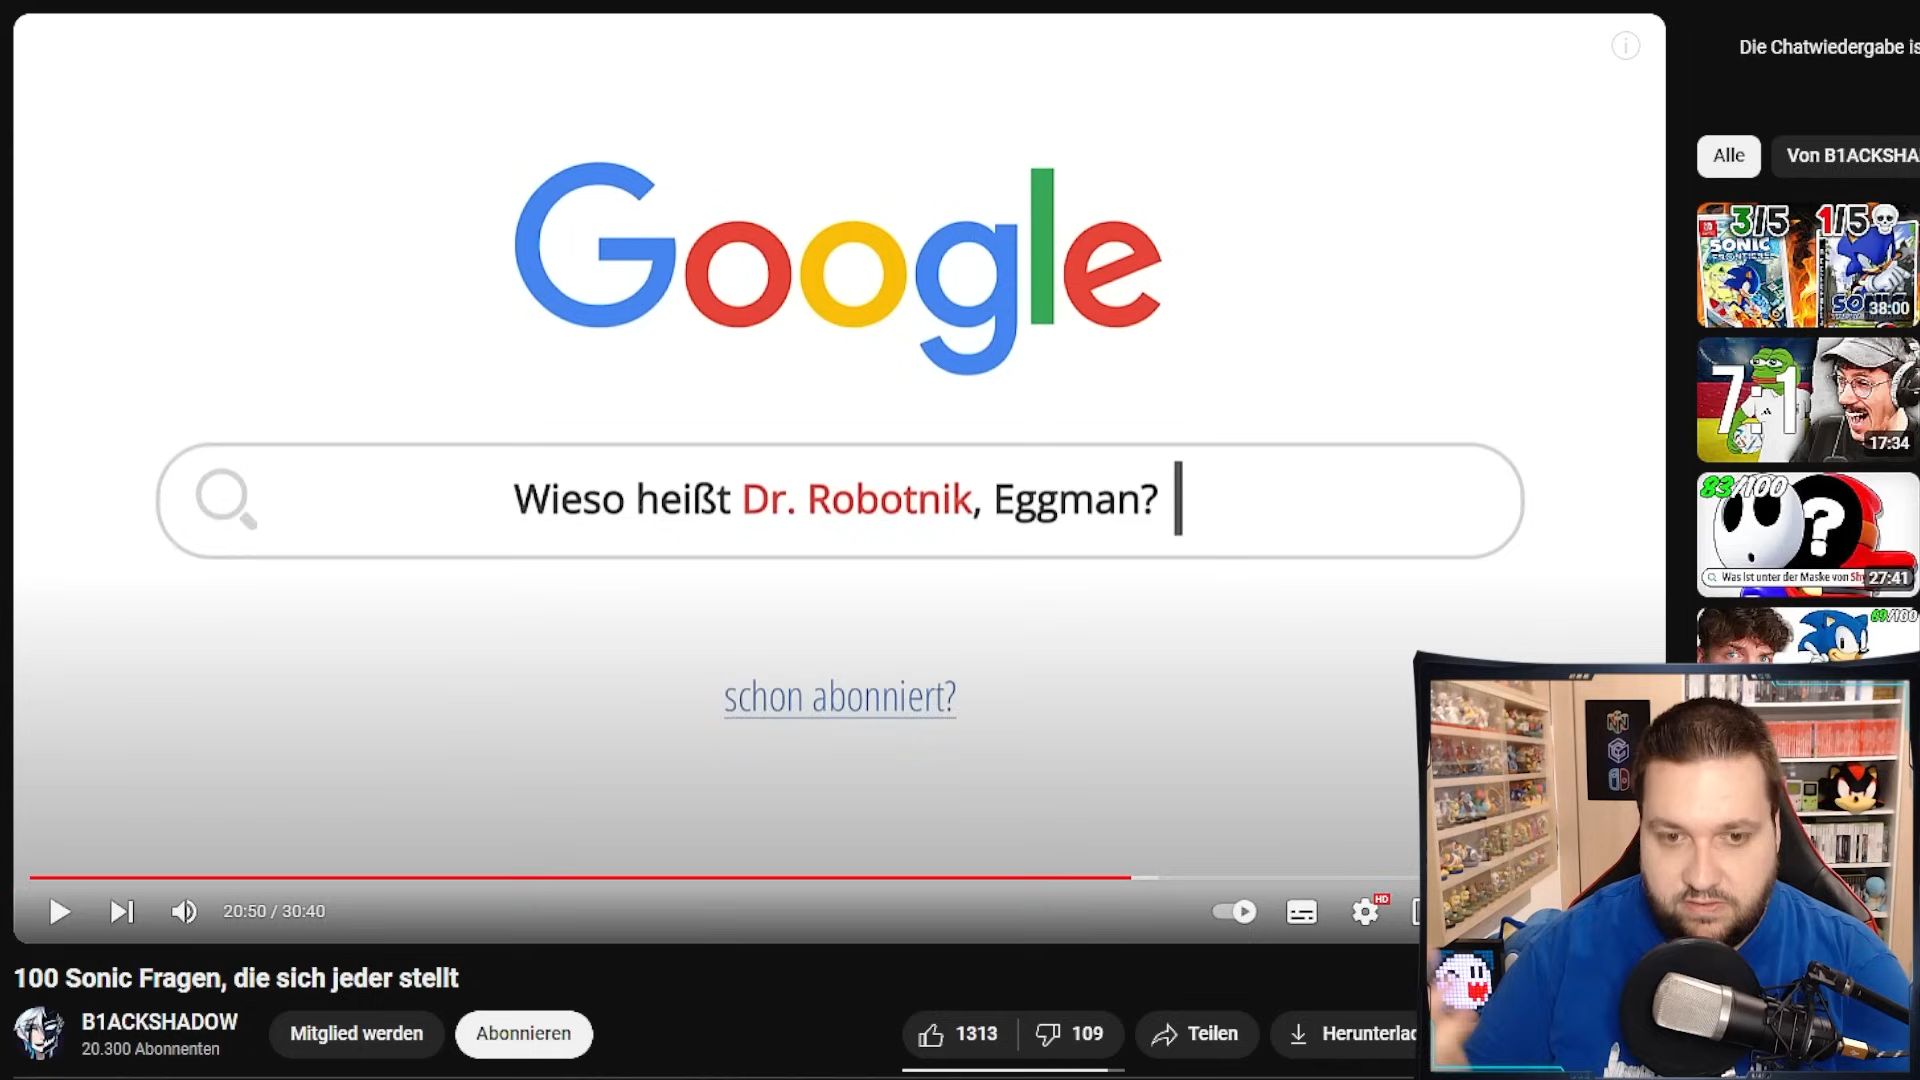 Die Chatwiedergabe is
Google
Wieso heißt Dr. Robotnik, Eggman?
schon abonniert?
20:50 / 30:40
HD
100 Sonic Fragen, die sich jeder stellt
B1ACKSHADOW
20.300 Abonnenten
Mitglied werden
Abonnieren
1313
109
Teilen
Herunterlad
Alle
Von B1ACKSHA
3/5
1/5
SONIC
FRONTIERS
38:00
7:1
17:34
83/100
?
Was ist unter der Maske von Sh
27:41
69/100